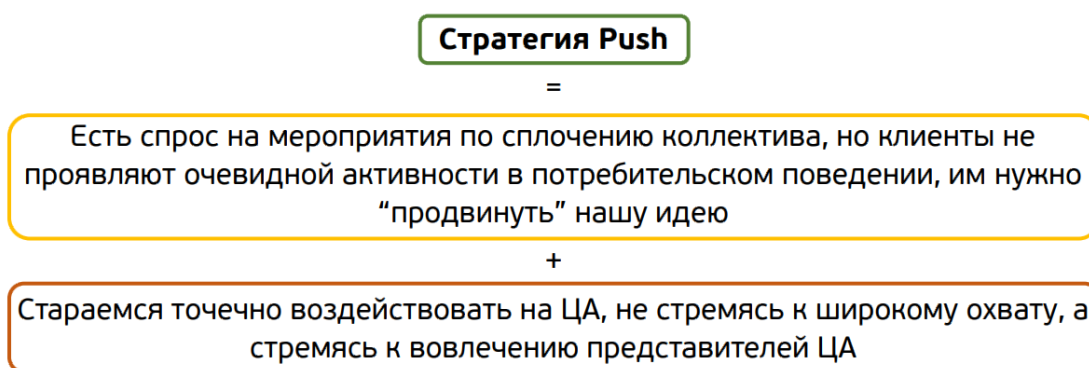 Стратегия Push
=
Есть спрос на мероприятия по сплочению коллектива, но клиенты не
проявляют очевидной активности в потребительском поведении, им нужно
“продвинуть” нашу идею
+
Стараемся точечно воздействовать на ЦА, не стремясь к широкому охвату, а
стремясь к вовлечению представителей ЦА